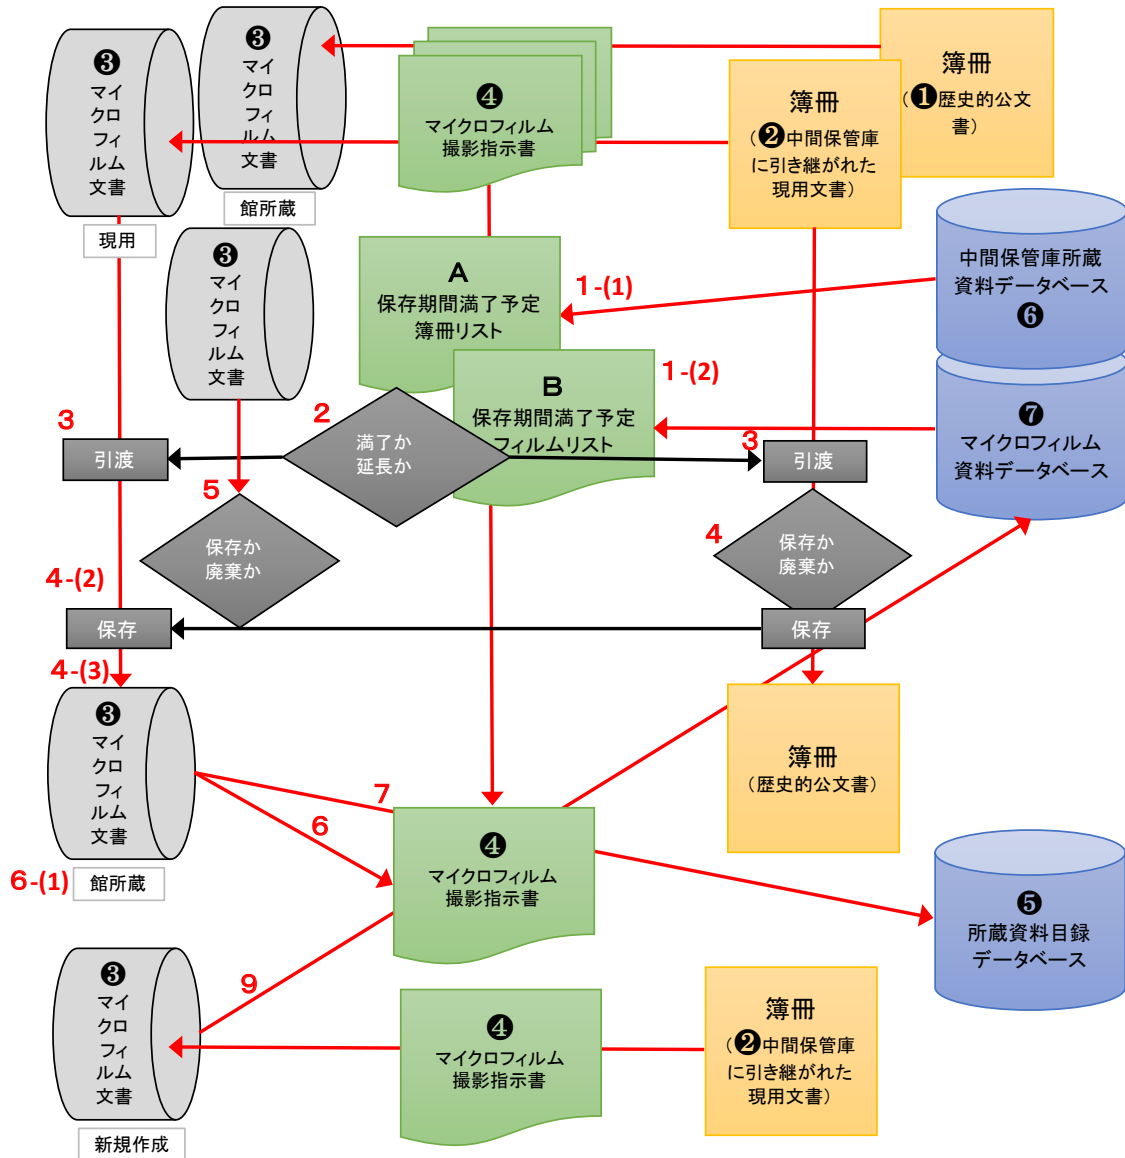 ❸
マイ
クロ
フィ
ルム
文書
現用
❸
マイ
クロ
フィ
ルム
文書
館所蔵
❹
マイクロフィルム
撮影指示書
簿冊
(❷中間保管庫
に引き継がれた
現用文書)
簿冊
(❶歴史的公文
書)
❸
マイ
クロ
フィ
ルム
文書
A
保存期間満了予定
簿冊リスト
1-(1)
中間保管庫所蔵
資料データベース
❻
B
保存期間満了予定
フィルムリスト
1-(2)
❼
マイクロフィルム
資料データベース
2
満了か
延長か
3
引渡
3
引渡
5
保存か
廃棄か
4
保存か
廃棄か
4-(2)
保存
保存
4-(3)
❸
マイ
クロ
フィ
ルム
文書
6-(1)
館所蔵
7
6
❹
マイクロフィルム
撮影指示書
簿冊
(歴史的公文書)
❺
所蔵資料目録
データベース
9
❸
マイ
クロ
フィ
ルム
文書
新規作成
❹
マイクロフィルム
撮影指示書
簿冊
(❷中間保管庫
に引き継がれた
現用文書)